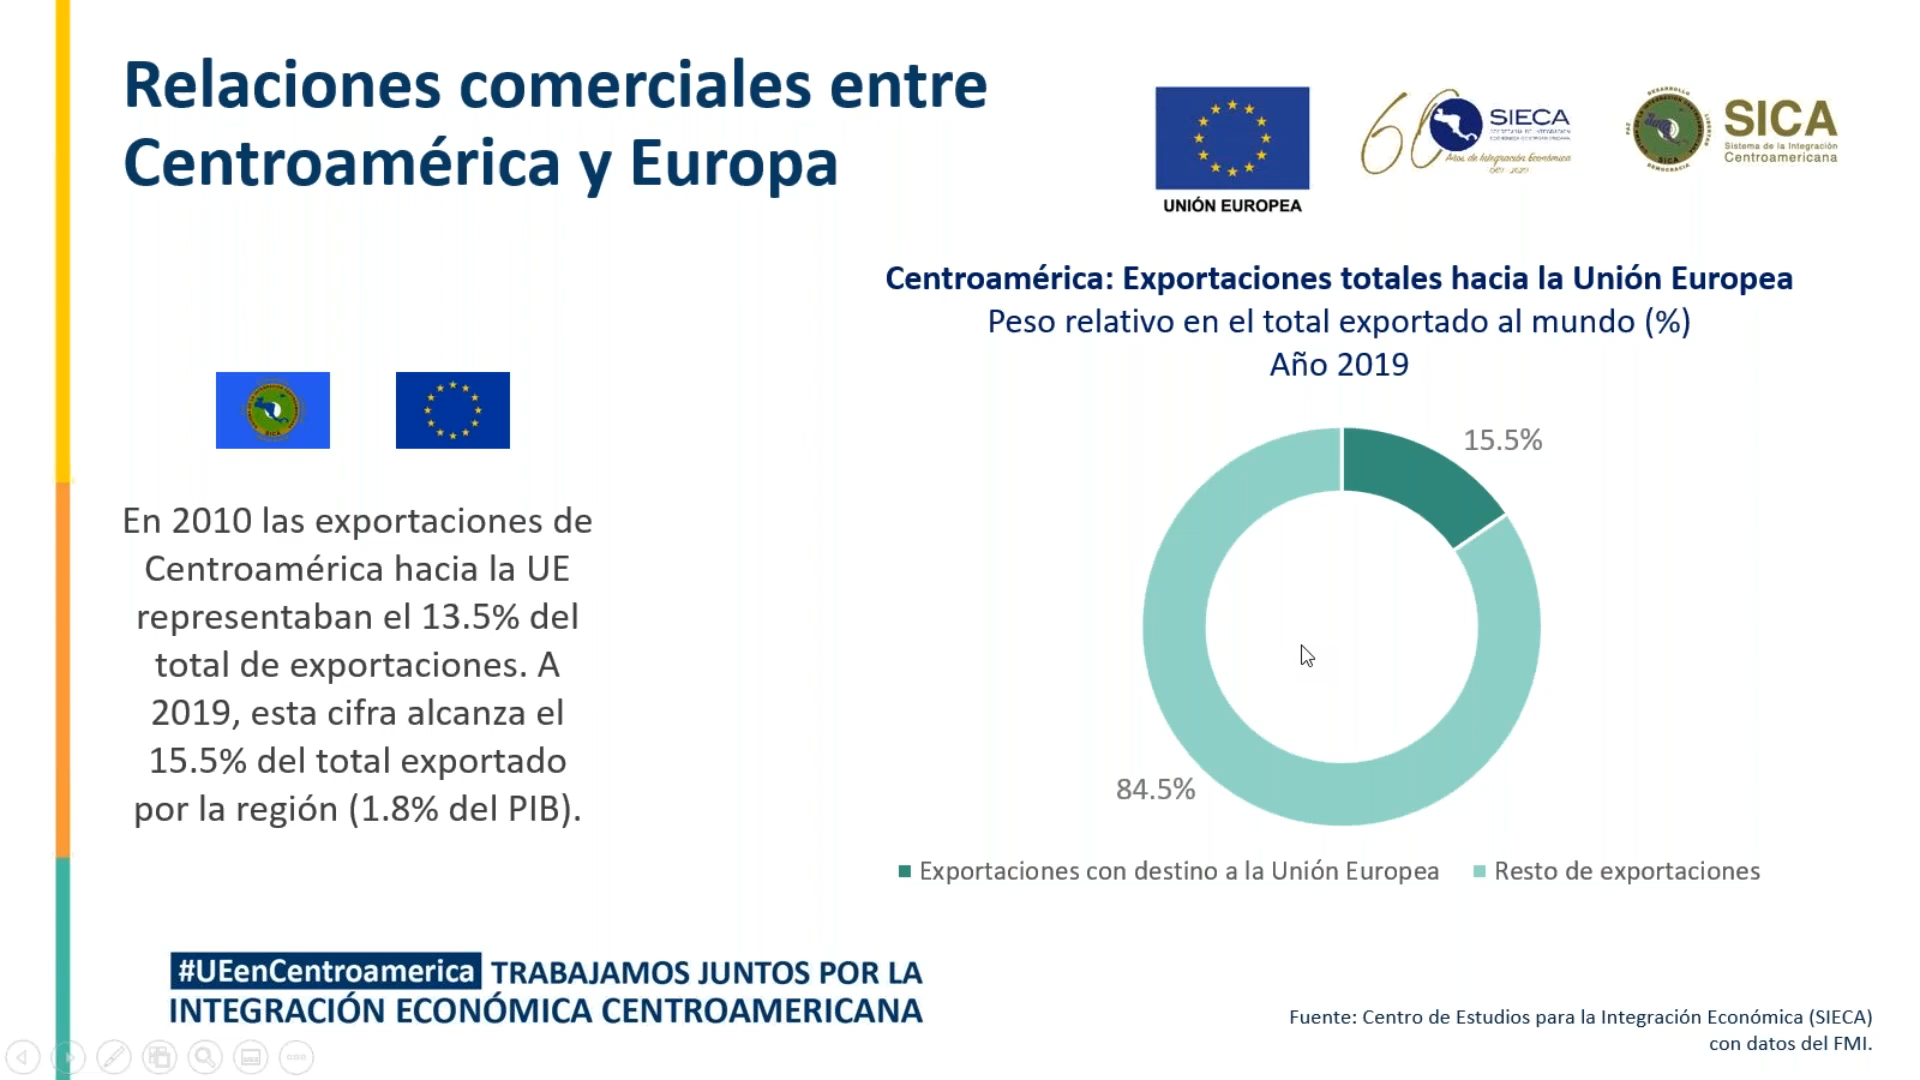 Relaciones comerciales entre
Centroamérica y Europa
UNIÓN EUROPEA
60
SIECA
Años de Integración Económica
SICA
Sistema de la Integración
Centroamericana
Centroamérica: Exportaciones totales hacia la Unión Europea
Peso relativo en el total exportado al mundo (%)
Año 2019
En 2010 las exportaciones de
Centroamérica hacia la UE
representaban el 13.5% del
total de exportaciones. A
2019, esta cifra alcanza el
15.5% del total exportado
por la región (1.8% del PIB).
15.5%
84.5%
Exportaciones con destino a la Unión Europea
Resto de exportaciones
#UEenCentroamerica TRABAJAMOS JUNTOS POR LA
INTEGRACIÓN ECONÓMICA CENTROAMERICANA
Fuente: Centro de Estudios para la Integración Económica (SIECA)
con datos del FMI.